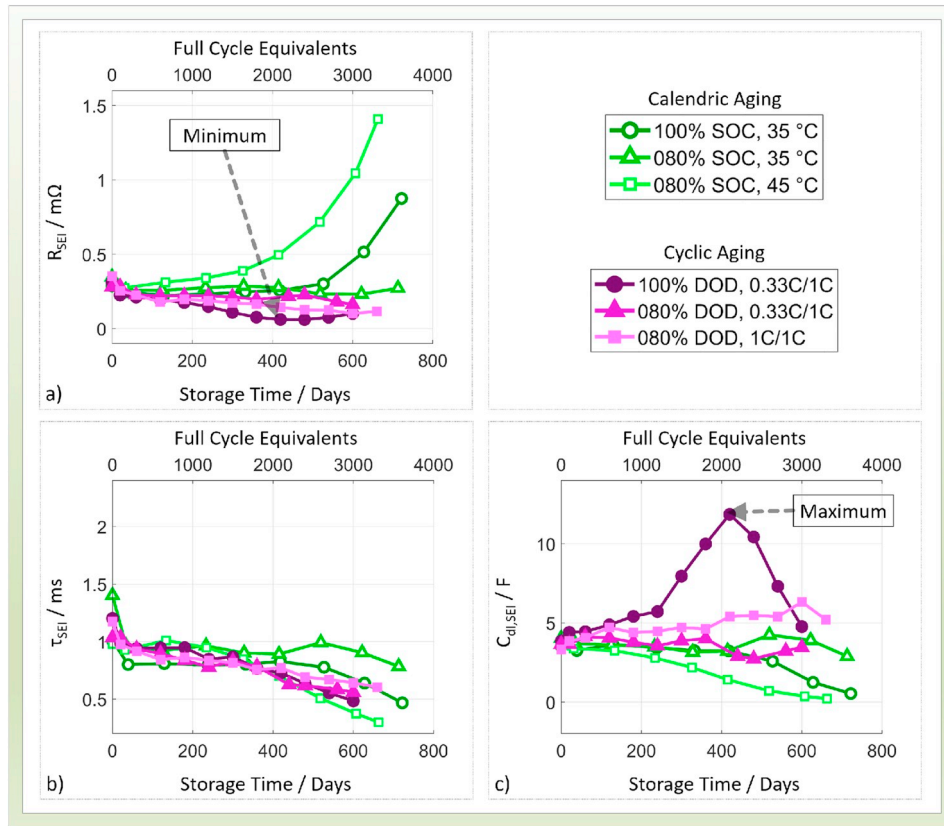 Full Cycle Equivalents
0 1000 2000 3000 4000
1.5
1
0.5
0
R_SEI / mΩ
Minimum
0 200 400 600 800
Storage Time / Days
a)
Calendric Aging
100% SOC, 35 °C
080% SOC, 35 °C
080% SOC, 45 °C
Cyclic Aging
100% DOD, 0.33C/1C
080% DOD, 0.33C/1C
080% DOD, 1C/1C
Full Cycle Equivalents
0 1000 2000 3000 4000
2
1.5
1
0.5
τ_SEI / ms
0 200 400 600 800
Storage Time / Days
b)
Full Cycle Equivalents
0 1000 2000 3000 4000
10
5
0
C_dl,SEI / F
Maximum
0 200 400 600 800
Storage Time / Days
c)